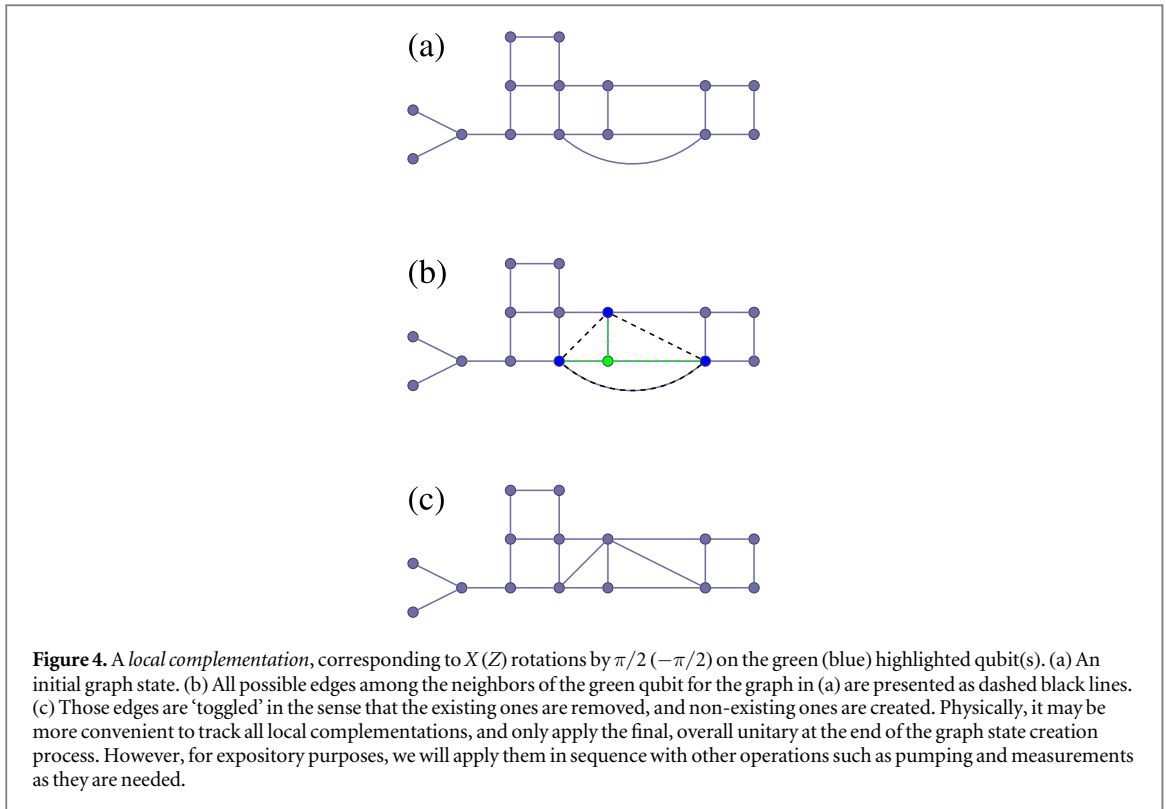 (a)
(b)
(c)
Figure 4. A local complementation, corresponding to X (Z) rotations by π/2 (−π/2) on the green (blue) highlighted qubit(s). (a) An
initial graph state. (b) All possible edges among the neighbors of the green qubit for the graph in (a) are presented as dashed black lines.
(c) Those edges are ‘toggled’ in the sense that the existing ones are removed, and non-existing ones are created. Physically, it may be
more convenient to track all local complementations, and only apply the final, overall unitary at the end of the graph state creation
process. However, for expository purposes, we will apply them in sequence with other operations such as pumping and measurements
as they are needed.